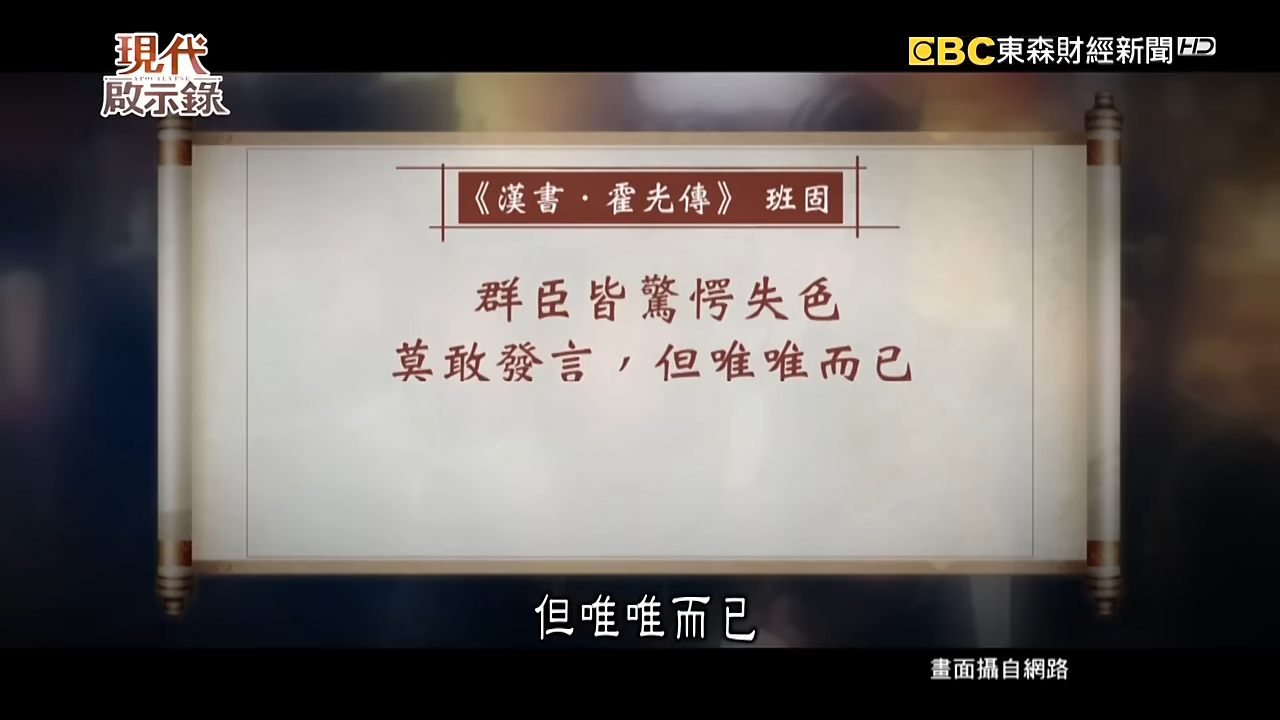 現代
APOCALYPSE
啟示錄
EBC東森財經新聞HD
《漢書·霍光傳》 班固
群臣皆驚愕失色
莫敢發言，但唯唯而已
但唯唯而已
畫面攝自網路